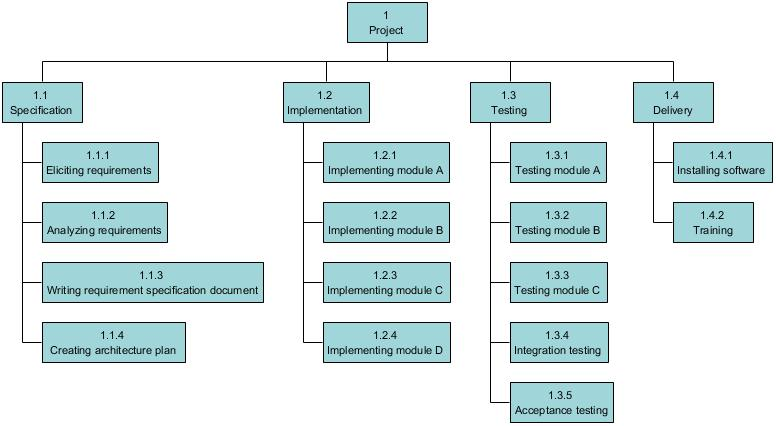 1
Project
1.1
Specification
1.2
Implementation
1.3
Testing
1.4
Delivery
1.1.1
Eliciting requirements
1.1.2
Analyzing requirements
1.1.3
Writing requirement specification document
1.1.4
Creating architecture plan
1.2.1
Implementing module A
1.2.2
Implementing module B
1.2.3
Implementing module C
1.2.4
Implementing module D
1.3.1
Testing module A
1.3.2
Testing module B
1.3.3
Testing module C
1.3.4
Integration testing
1.3.5
Acceptance testing
1.4.1
Installing software
1.4.2
Training